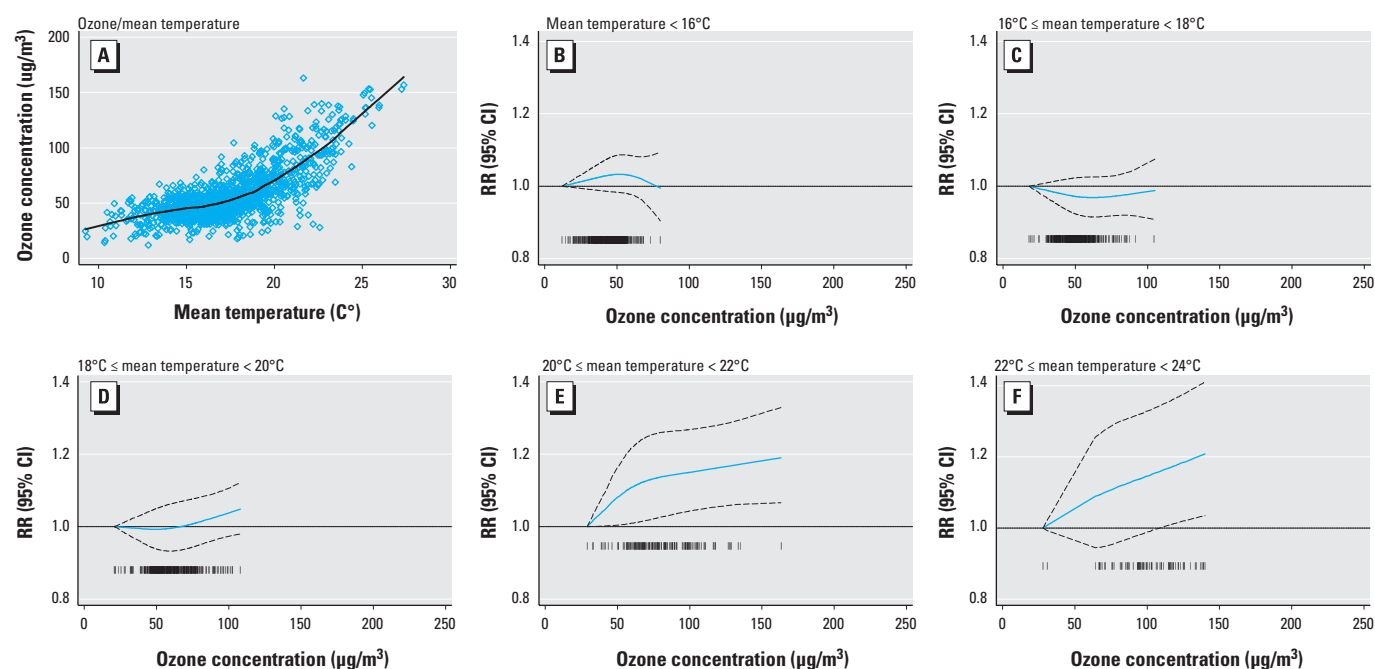 Ozone/mean temperature
A
Ozone concentration (ug/m³)
200
150
100
50
0
10
15
20
25
30
Mean temperature (C°)
Mean temperature < 16°C
B
RR (95% CI)
1.4
1.2
1.0
0.8
0
50
100
150
200
250
Ozone concentration (µg/m³)
16°C ≤ mean temperature < 18°C
C
RR (95% CI)
1.4
1.2
1.0
0.8
0
50
100
150
200
250
Ozone concentration (µg/m³)
18°C ≤ mean temperature < 20°C
D
RR (95% CI)
1.4
1.2
1.0
0.8
0
50
100
150
200
250
Ozone concentration (µg/m³)
20°C ≤ mean temperature < 22°C
E
RR (95% CI)
1.4
1.2
1.0
0.8
0
50
100
150
200
250
Ozone concentration (µg/m³)
22°C ≤ mean temperature < 24°C
F
RR (95% CI)
1.4
1.2
1.0
0.8
0
50
100
150
200
250
Ozone concentration (µg/m³)